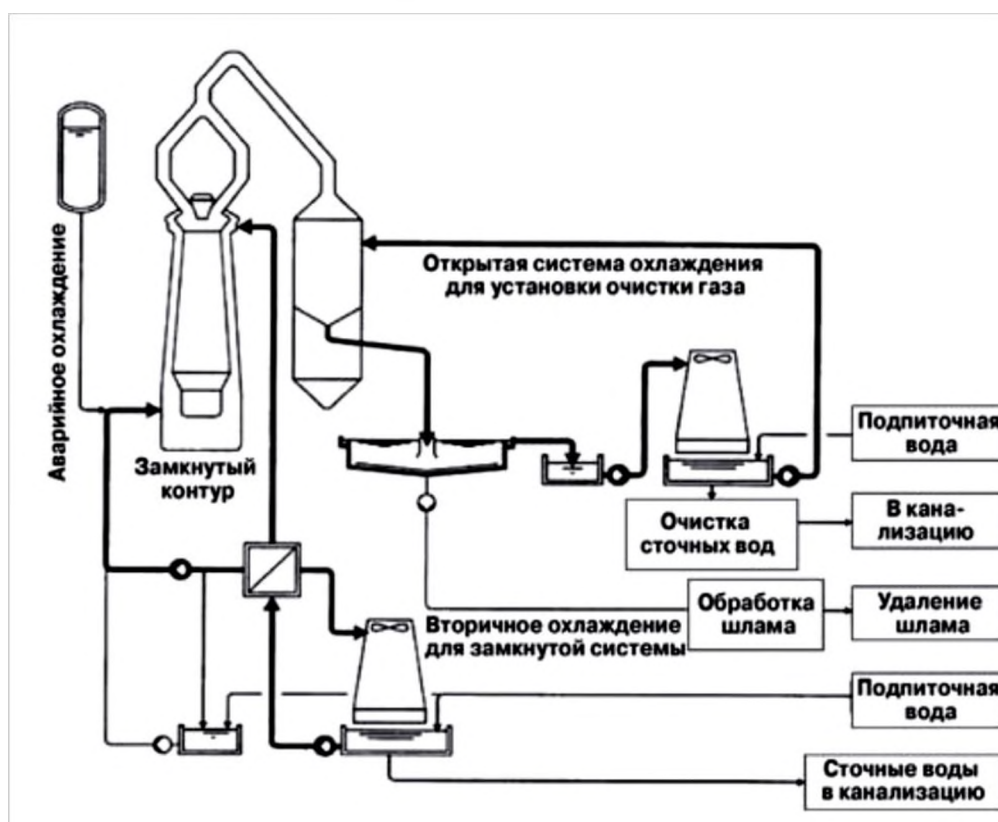 Аварийное охлаждение
Открытая система охлаждения
для установки очистки газа
Подпиточная
вода
Замкнутый
контур
В кана-
лизацию
Очистка
сточных вод
Обработка
шлама
Удаление
шлама
Вторичное охлаждение
для замкнутой системы
Подпиточная
вода
Сточные воды
в канализацию